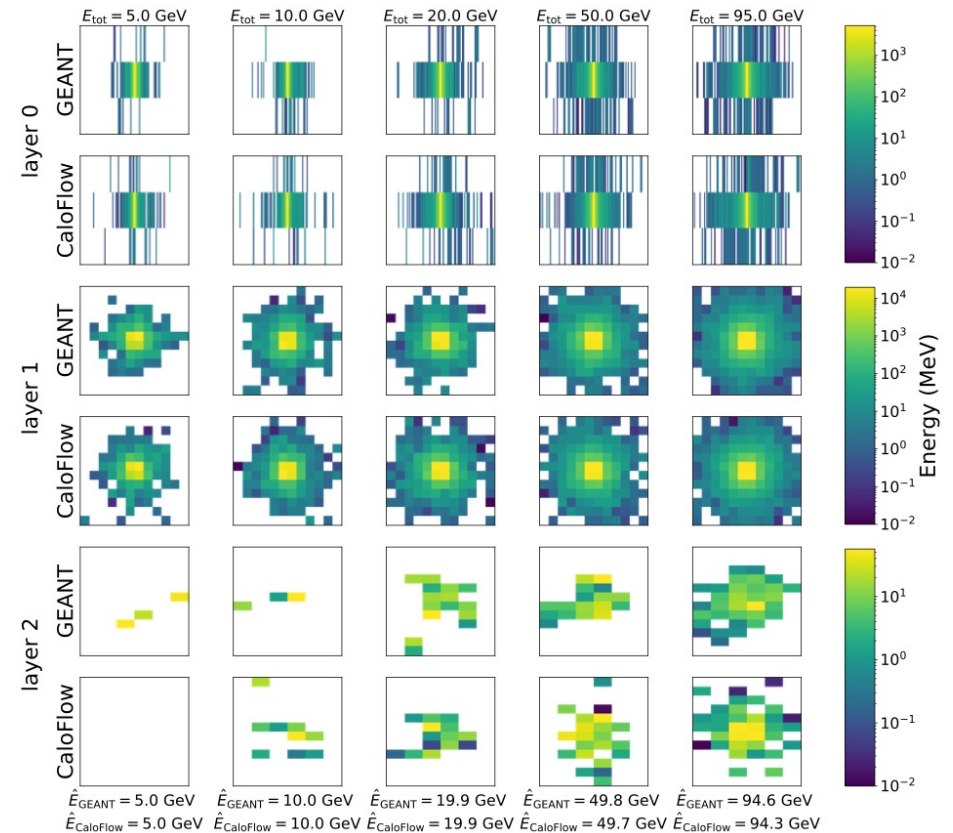 E_tot = 5.0 GeV E_tot = 10.0 GeV E_tot = 20.0 GeV E_tot = 50.0 GeV E_tot = 95.0 GeV
layer 0
GEANT
CaloFlow
10^3
10^2
10^1
10^0
10^−1
10^−2
layer 1
GEANT
CaloFlow
10^4
10^3
10^2
10^1
10^0
10^−1
10^−2
Energy (MeV)
layer 2
GEANT
CaloFlow
10^1
10^0
10^−1
10^−2
Ê_GEANT = 5.0 GeV Ê_GEANT = 10.0 GeV Ê_GEANT = 19.9 GeV Ê_GEANT = 49.8 GeV Ê_GEANT = 94.6 GeV
Ê_CaloFlow = 5.0 GeV Ê_CaloFlow = 10.0 GeV Ê_CaloFlow = 19.9 GeV Ê_CaloFlow = 49.7 GeV Ê_CaloFlow = 94.3 GeV